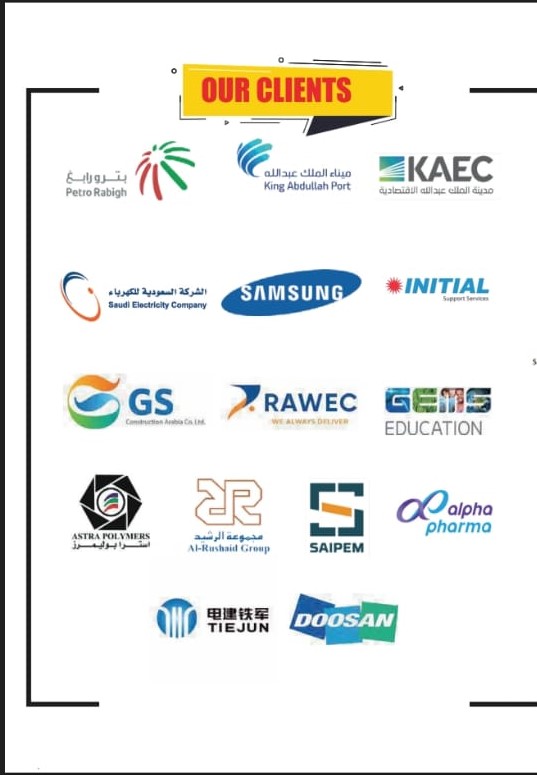 OUR CLIENTS
بترورابغ
Petro Rabigh
ميناء الملك عبدالله
King Abdullah Port
KAEC
مدينة الملك عبدالله الاقتصادية
الشركة السعودية للكهرباء
Saudi Electricity Company
SAMSUNG
INITIAL
Support Services
GS
Construction Arabia Co. Ltd.
RAWEC
WE ALWAYS DELIVER
GEMS
EDUCATION
ASTRA POLYMERS
استرا بوليمرز
مجموعة الرشيد
Al-Rushaid Group
SAIPEM
alpha
pharma
电建铁军
TIEJUN
DOOSAN
S